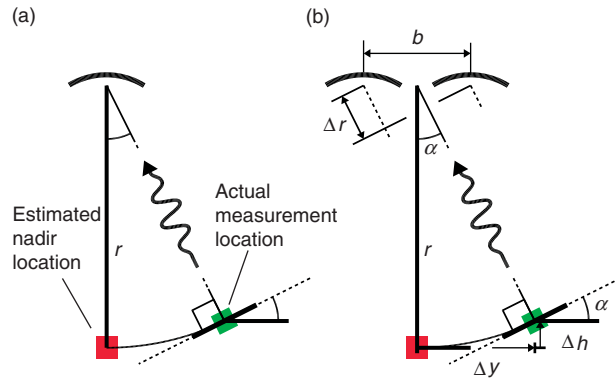 (a)
Estimated
nadir
location
r
Actual
measurement
location
(b)
b
Δr
α
r
α
Δh
Δy